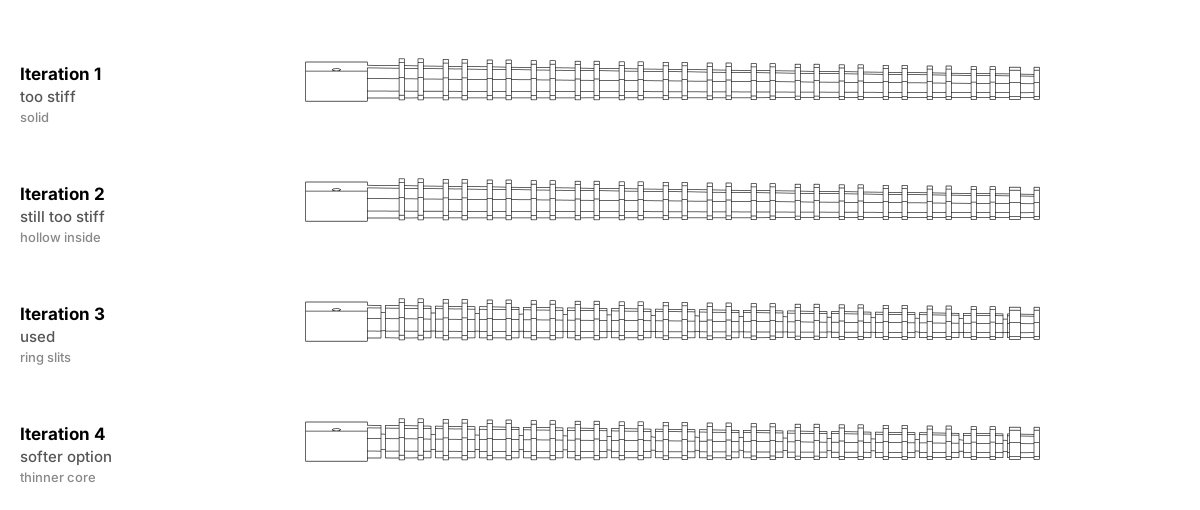 Iteration 1
too stiff
solid
Iteration 2
still too stiff
hollow inside
Iteration 3
used
ring slits
Iteration 4
softer option
thinner core